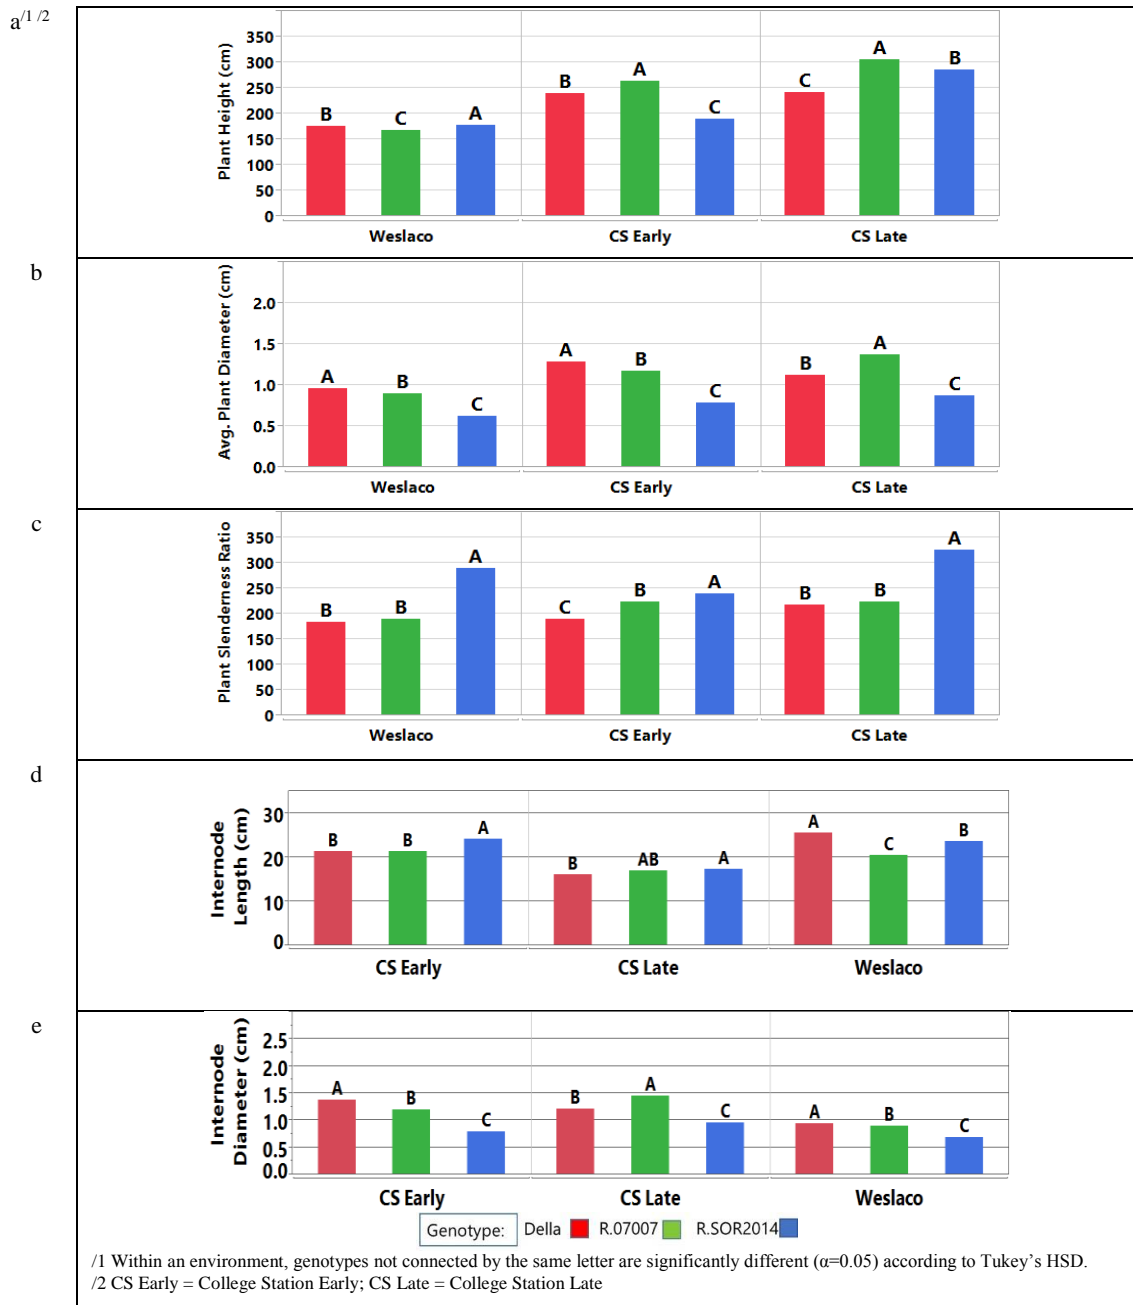 a/1 /2
Plant Height (cm)
350
300
250
200
150
100
50
0
B C A
B A C
C A B
Weslaco CS Early CS Late
b
Avg. Plant Diameter (cm)
2.0
1.5
1.0
0.5
0.0
A B C
A B C
B A C
Weslaco CS Early CS Late
c
Plant Slenderness Ratio
350
300
250
200
150
100
50
0
B B A
C B A
B B A
Weslaco CS Early CS Late
d
Internode
Length (cm)
30
20
10
0
B B A
B AB A
A C B
CS Early CS Late Weslaco
e
Internode
Diameter (cm)
2.5
2.0
1.5
1.0
0.5
0.0
A B C
B A C
A B C
CS Early CS Late Weslaco
Genotype: Della R.07007 R.SOR2014
/1 Within an environment, genotypes not connected by the same letter are significantly different (α=0.05) according to Tukey’s HSD.
/2 CS Early = College Station Early; CS Late = College Station Late